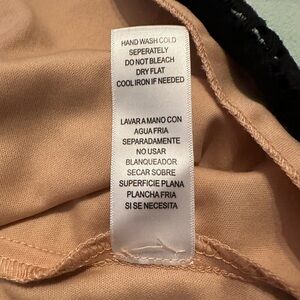 HAND WASH COLD
SEPERATELY
DO NOT BLEACH
DRY FLAT
COOL IRON IF NEEDED
LAVAR A MANO CON
AGUA FRIA
SEPARADAMENTE
NO USAR
BLANQUEADOR
SECAR SOBRE
SUPERFICIE PLANA
PLANCHA FRIA
SI SE NECESITA